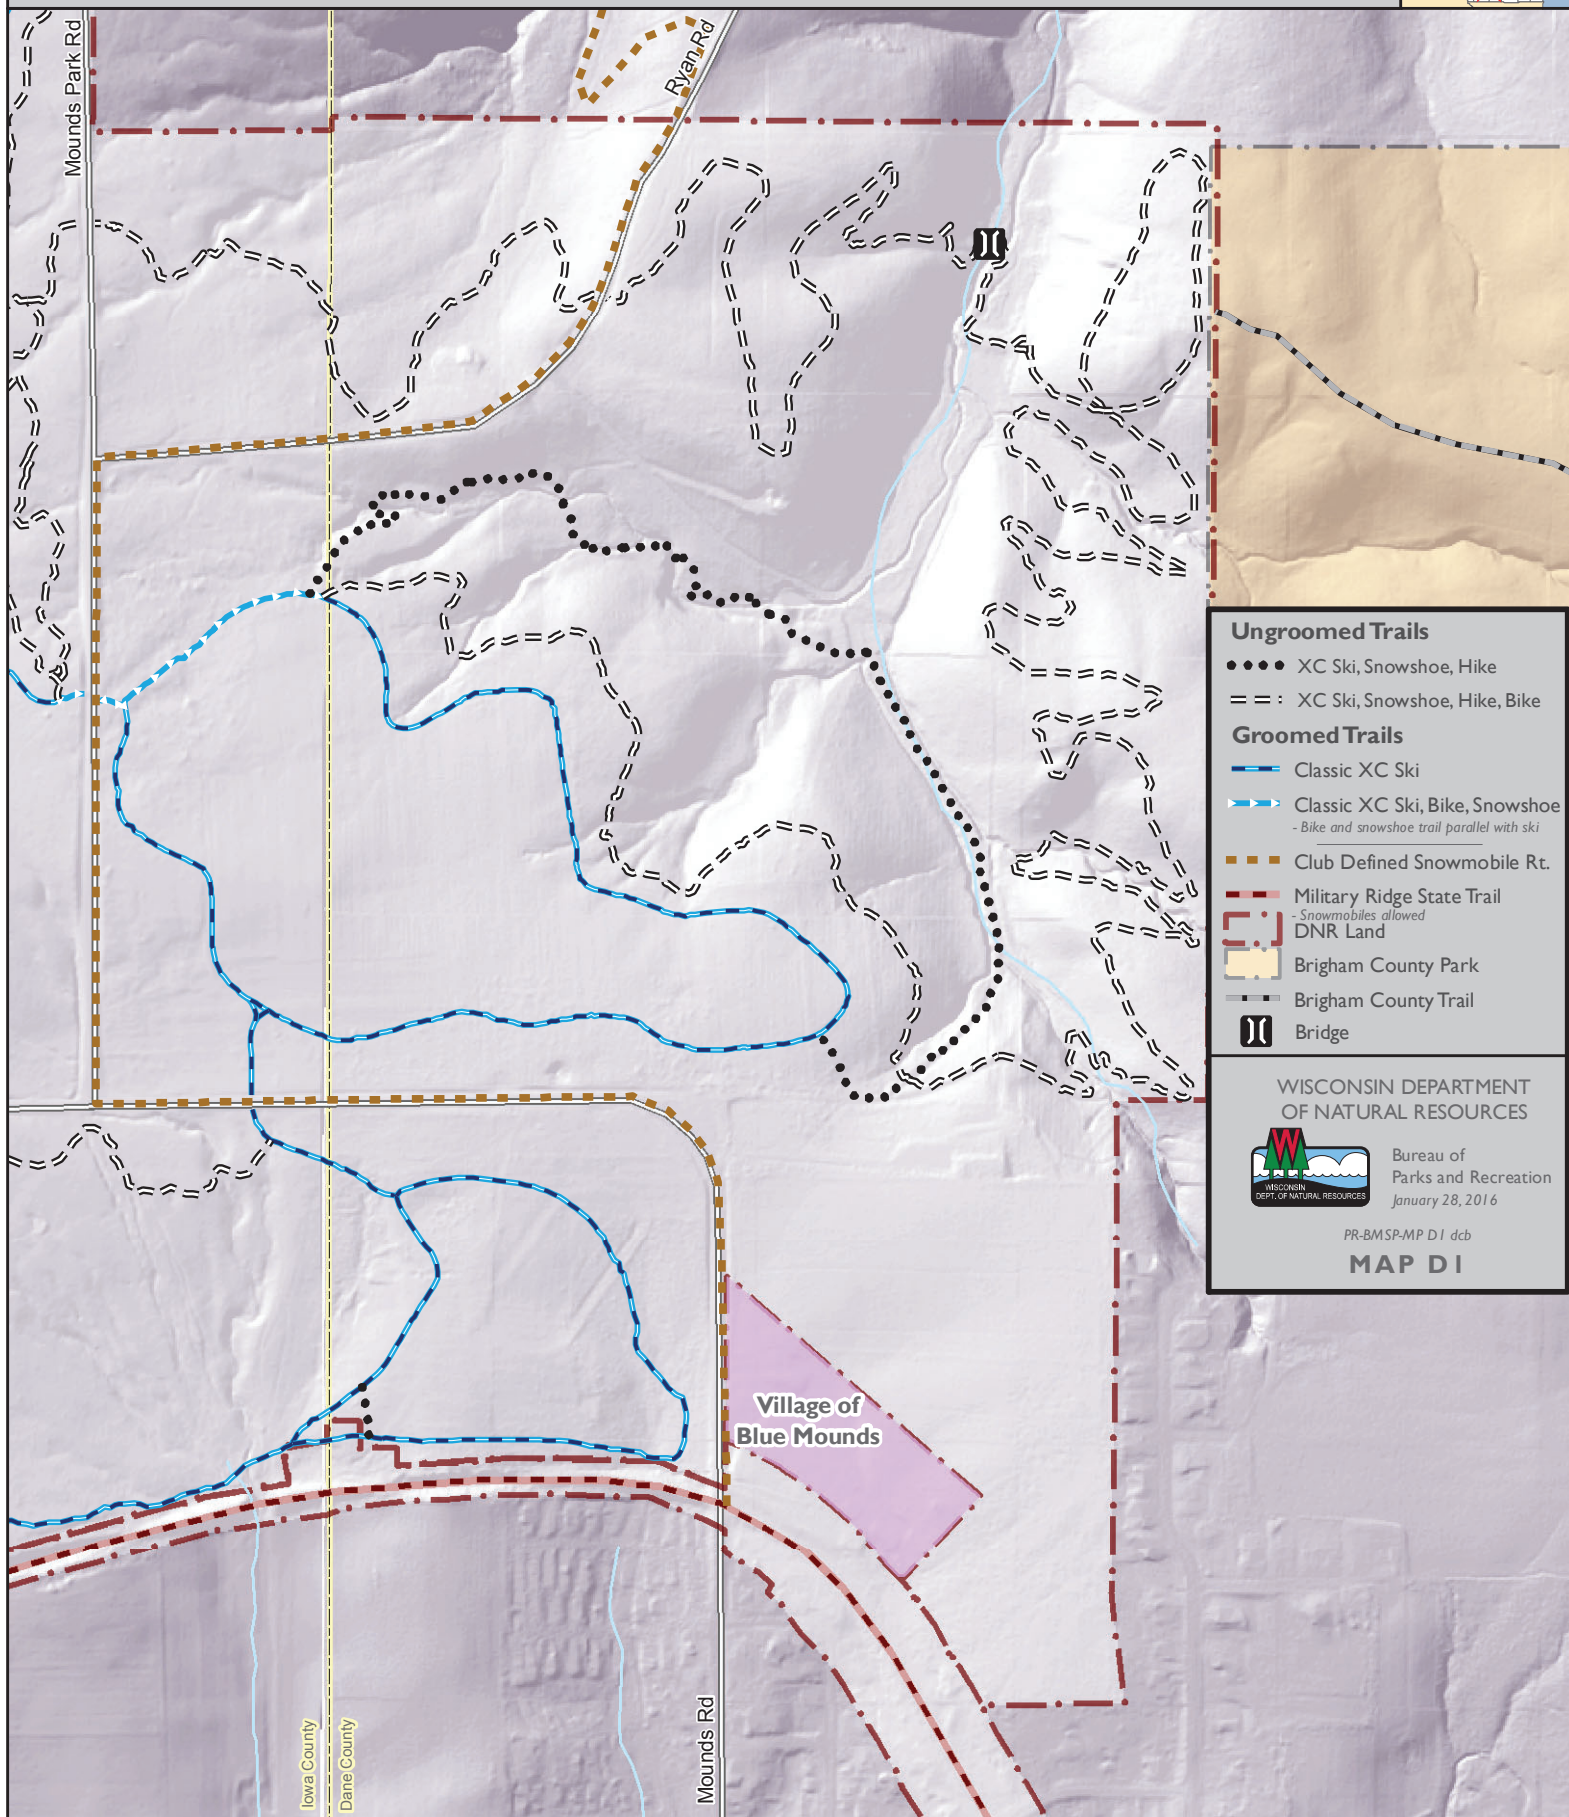 Mounds Park Rd
Ryan Rd
Ungroomed Trails
XC Ski, Snowshoe, Hike
XC Ski, Snowshoe, Hike, Bike
Groomed Trails
Classic XC Ski
Classic XC Ski, Bike, Snowshoe
- Bike and snowshoe trail parallel with ski
Club Defined Snowmobile Rt.
Military Ridge State Trail
- Snowmobiles allowed
DNR Land
Brigham County Park
Brigham County Trail
Bridge
WISCONSIN DEPARTMENT
OF NATURAL RESOURCES
W
WISCONSIN
DEPT. OF NATURAL RESOURCES
Bureau of
Parks and Recreation
January 28, 2016
PR-BMSP-MP D1 dcb
MAP D1
Village of
Blue Mounds
Mounds Rd
Iowa County
Dane County